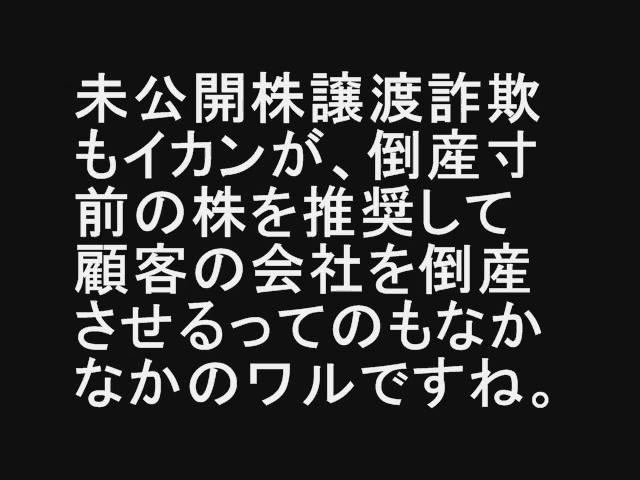 未公開株譲渡詐欺
もイカンが、倒産寸
前の株を推奨して
顧客の会社を倒産
させるってのもなか
なかのワルですね。